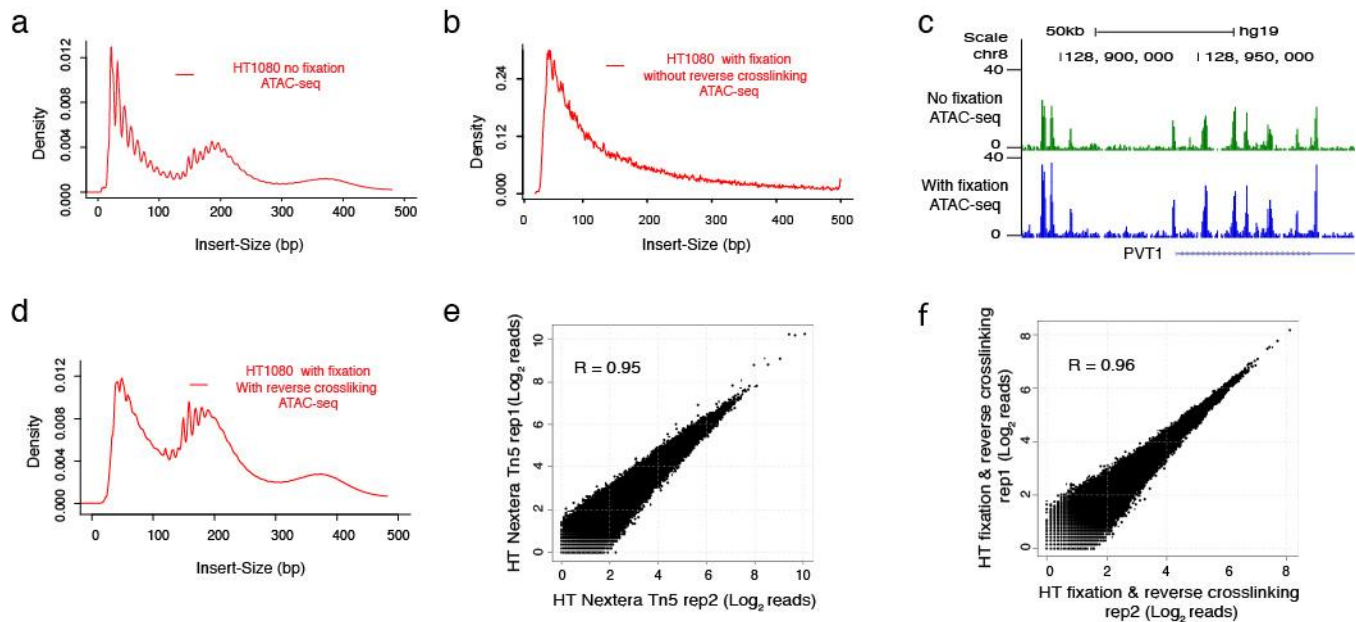 a
HT1080 no fixation
ATAC-seq
Density
0.000 0.004 0.008 0.012
0 100 200 300 400 500
Insert-Size (bp)
b
HT1080 with fixation
without reverse crosslinking
ATAC-seq
Density
0.00 0.12 0.24
0 100 200 300 400 500
Insert-Size (bp)
c
Scale
50kb
hg19
chr8
128, 900, 000
128, 950, 000
40
No fixation
ATAC-seq
0
40
With fixation
ATAC-seq
0
PVT1
d
HT1080 with fixation
With reverse crossliking
ATAC-seq
Density
0.000 0.004 0.008 0.012
0 100 200 300 400 500
Insert-Size (bp)
e
R = 0.95
HT Nextera Tn5 rep1(Log2 reads)
0 2 4 6 8 10
0 2 4 6 8 10
HT Nextera Tn5 rep2 (Log2 reads)
f
R = 0.96
HT fixation & reverse crosslinking
rep1 (Log2 reads)
0 2 4 6 8
0 2 4 6 8
HT fixation & reverse crosslinking
rep2 (Log2 reads)